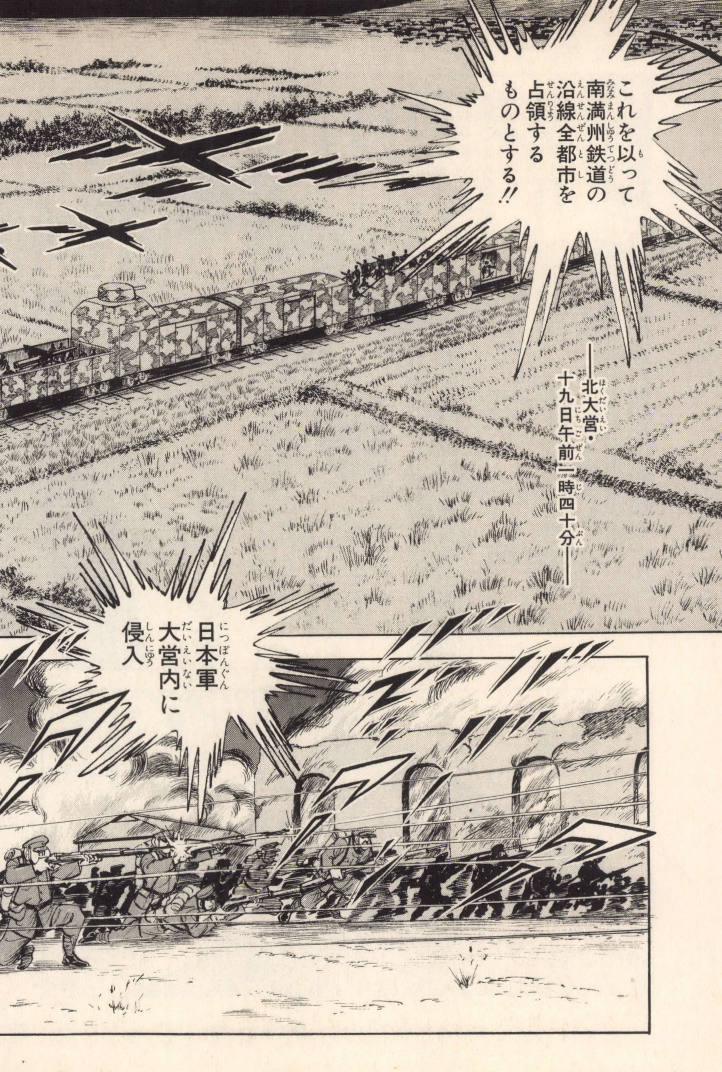 これを以って
南満州鉄道の
沿線全都市を
占領する
ものとする!!
――北大営・
十九日午前一時四十分――
日本軍
大営内に
侵入